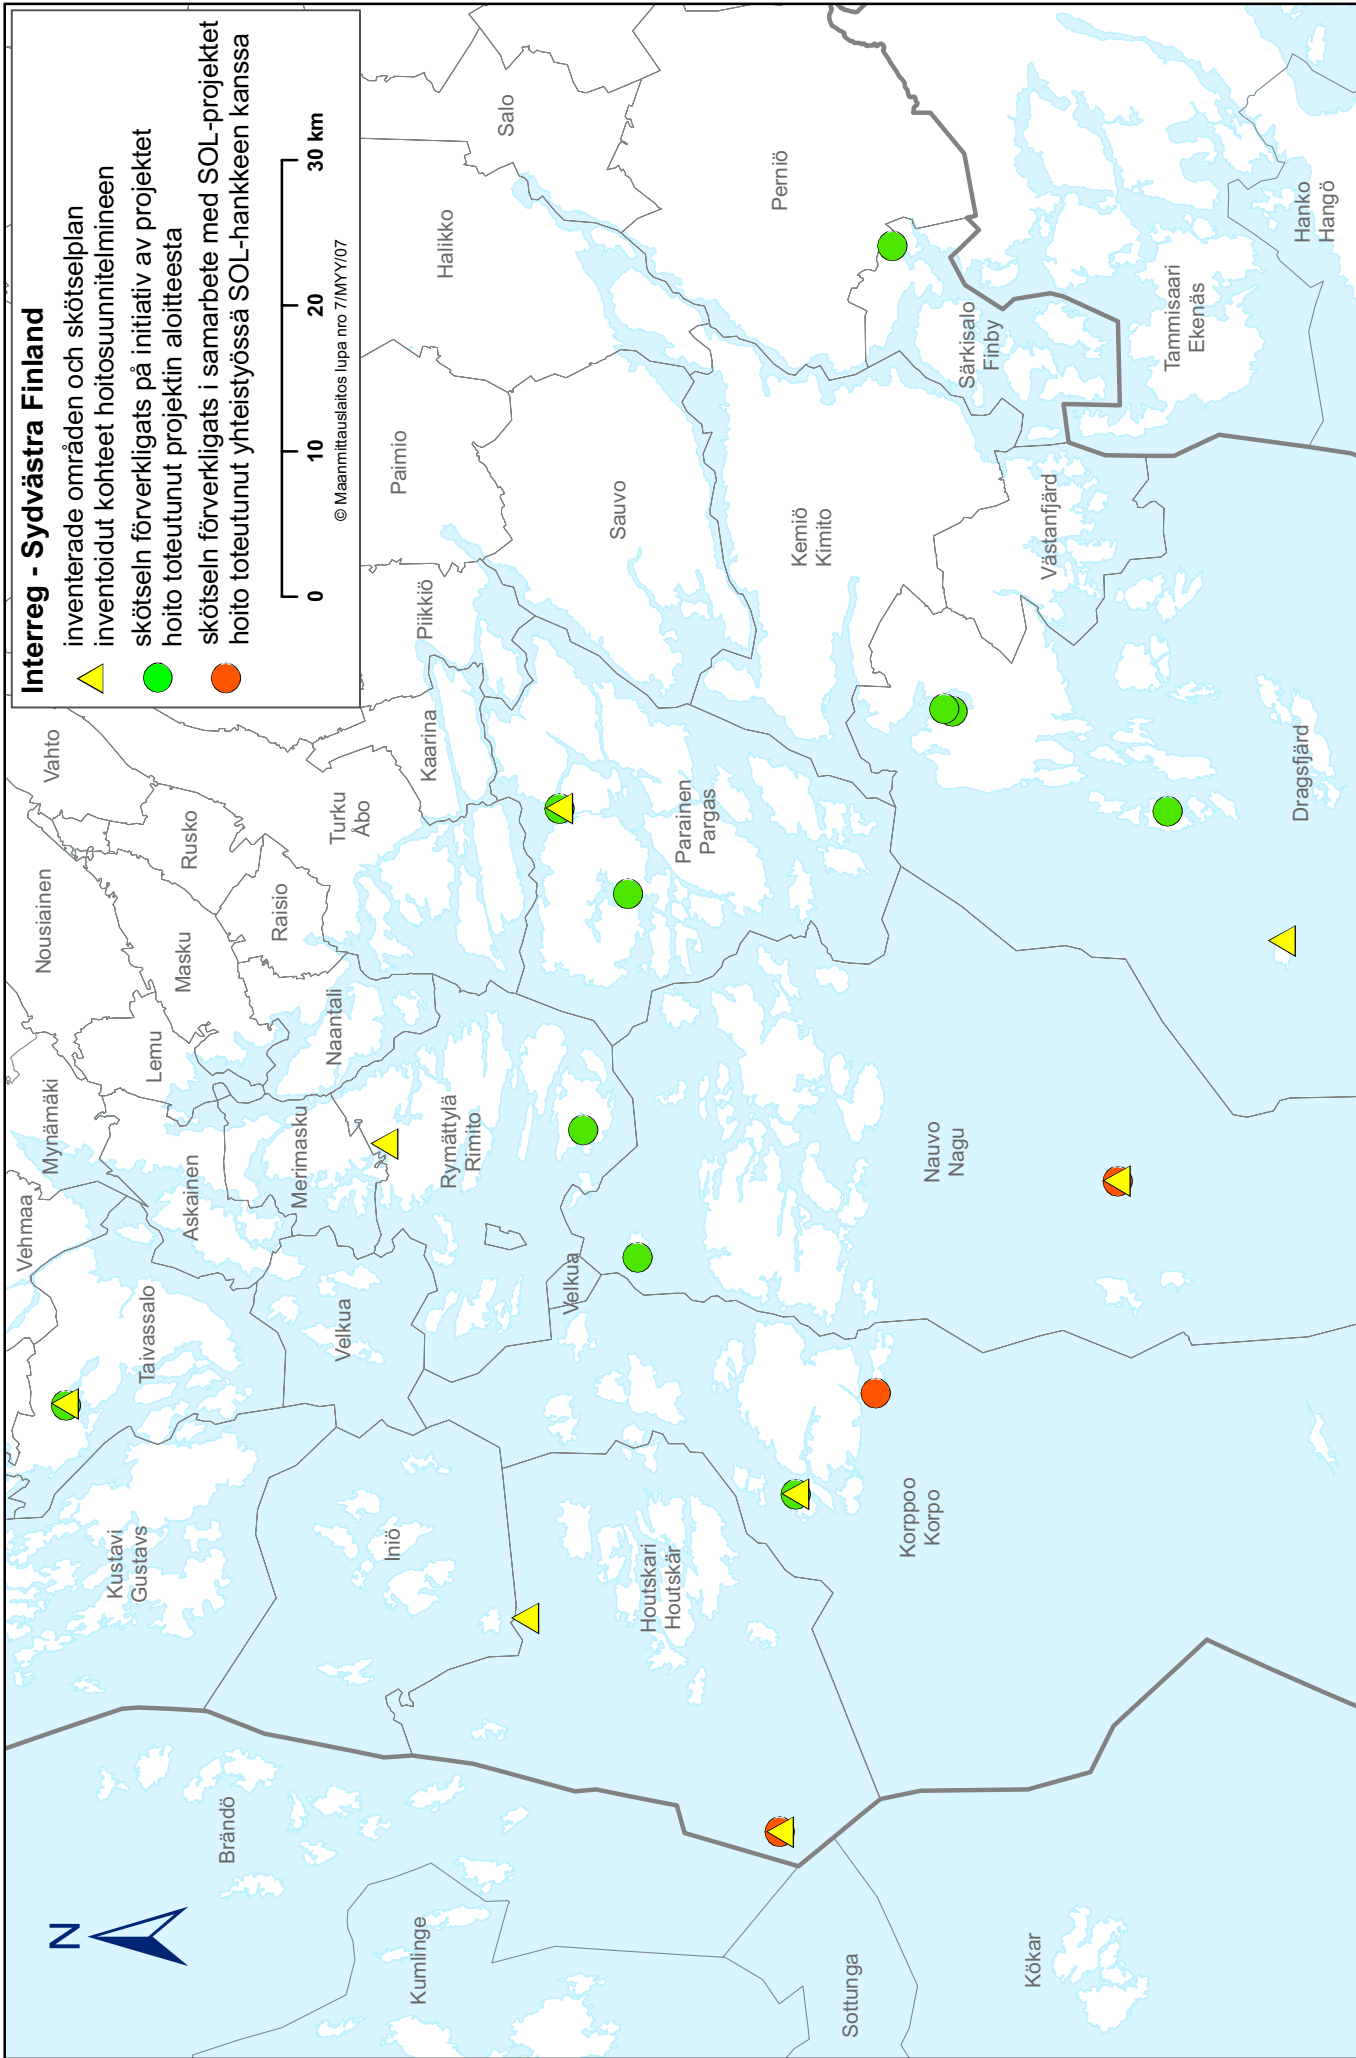 Interreg - Sydvästra Finland
inventerade områden och skötselplan
inventoidut kohteet hoitosuunnitelmineen
skötseln förverkligats på initiativ av projektet
hoito toteutunut projektin aloitteesta
skötseln förverkligats i samarbete med SOL-projektet
hoito toteutunut yhteistyössä SOL-hankkeen kanssa
0 10 20 30 km
© Maanmittauslaitos lupa nro 7/MYY/07
N
Brändö
Kumlinge
Sottunga
Kökar
Kustavi
Gustavs
Iniö
Houtskari
Houtskär
Korppoo
Korpo
Vehmaa
Taivassalo
Velkua
Velkua
Mynämäki
Askainen
Merimasku
Rymättylä
Rimito
Nauvo
Nagu
Lemu
Naantali
Nousiainen
Masku
Raisio
Rusko
Vahto
Turku
Åbo
Kaarina
Parainen
Pargas
Piikkiö
Paimio
Sauvo
Kemiö
Kimito
Dragsfjärd
Västanfjärd
Halikko
Salo
Perniö
Särkisalo
Finby
Tammisaari
Ekenäs
Hanko
Hangö